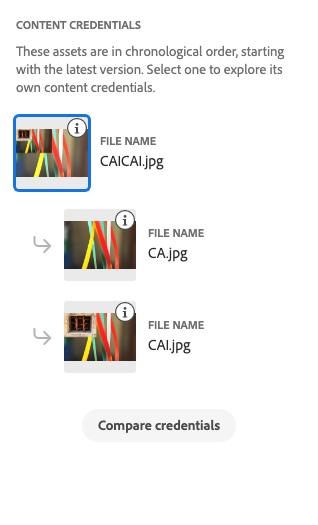 CONTENT CREDENTIALS
These assets are in chronological order, starting
with the latest version. Select one to explore its
own content credentials.
FILE NAME
CAICAI.jpg
FILE NAME
CA.jpg
FILE NAME
CAI.jpg
Compare credentials